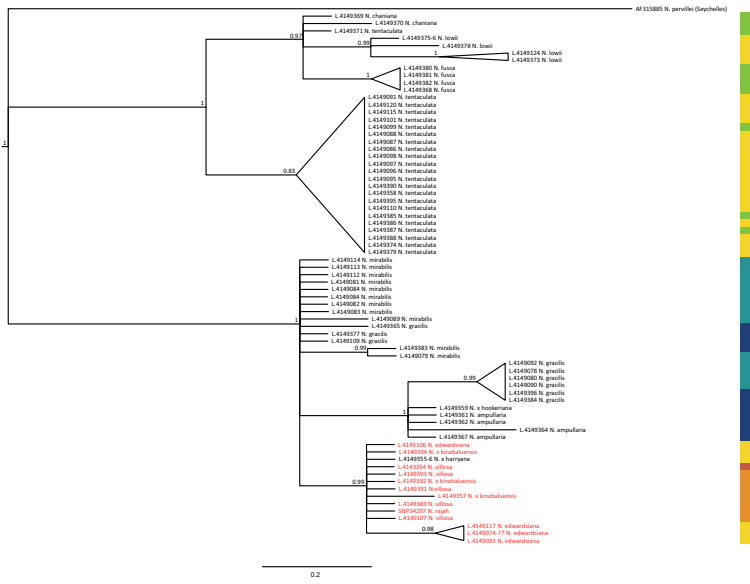 AF315885 N. pervillei (Seychelles)
L.4149369 N. chaniana
L.4149370 N. chaniana
0.97
L.4149371 N. tentaculata
L.4149375-6 N. lowii
0.99
L.4149378 N. lowii
L.4149124 N. lowii
1
L.4149373 N. lowii
L.4149380 N. fusca
1
L.4149381 N. fusca
L.4149382 N. fusca
L.4149368 N. fusca
L.4149091 N. tentaculata
1
L.4149120 N. tentaculata
L.4149115 N. tentaculata
L.4149101 N. tentaculata
L.4149099 N. tentaculata
L.4149088 N. tentaculata
1
L.4149087 N. tentaculata
L.4149086 N. tentaculata
L.4149098 N. tentaculata
L.4149097 N. tentaculata
0.83
L.4149096 N. tentaculata
L.4149095 N. tentaculata
L.4149390 N. tentaculata
L.4149358 N. tentaculata
L.4149395 N. tentaculata
L.4149110 N. tentaculata
L.4149385 N. tentaculata
L.4149386 N. tentaculata
L.4149387 N. tentaculata
L.4149388 N. tentaculata
L.4149374 N. tentaculata
L.4149379 N. tentaculata
L.4149114 N. mirabilis
L.4149113 N. mirabilis
L.4149112 N. mirabilis
L.4149081 N. mirabilis
L.4149084 N. mirabilis
L.4149084 N. mirabilis
L.4149082 N. mirabilis
L.4149083 N. mirabilis
1
L.4149089 N. mirabilis
L.4149365 N. gracilis
L.4149377 N. gracilis
L.4149109 N. gracilis
0.99
L.4149383 N. mirabilis
L.4149079 N. mirabilis
L.4149092 N. gracilis
L.4149078 N. gracilis
0.99
L.4149080 N. gracilis
L.4149090 N. gracilis
L.4149396 N. gracilis
L.4149384 N. gracilis
L.4149359 N. x hookeriana
1
L.4149361 N. ampullaria
L.4149362 N. ampullaria
L.4149364 N. ampullaria
L.4149367 N. ampullaria
L.4149106 N. edwardsiana
L.4149394 N. x kinabaluensis
L.4149355-6 N. x harryana
L.4149354 N. villosa
L.4149393 N. villosa
0.99
L.4149392 N. x kinabaluensis
L.4149391 N.villosa
L.4149357 N. x kinabaluensis
L.4149389 N. villosa
SNP34297 N. rajah
L.4149107 N. villosa
0.98
L.4149117 N. edwardsiana
L.4149074-77 N. edwardsiana
L.4149093 N. edwardsiana
0.2